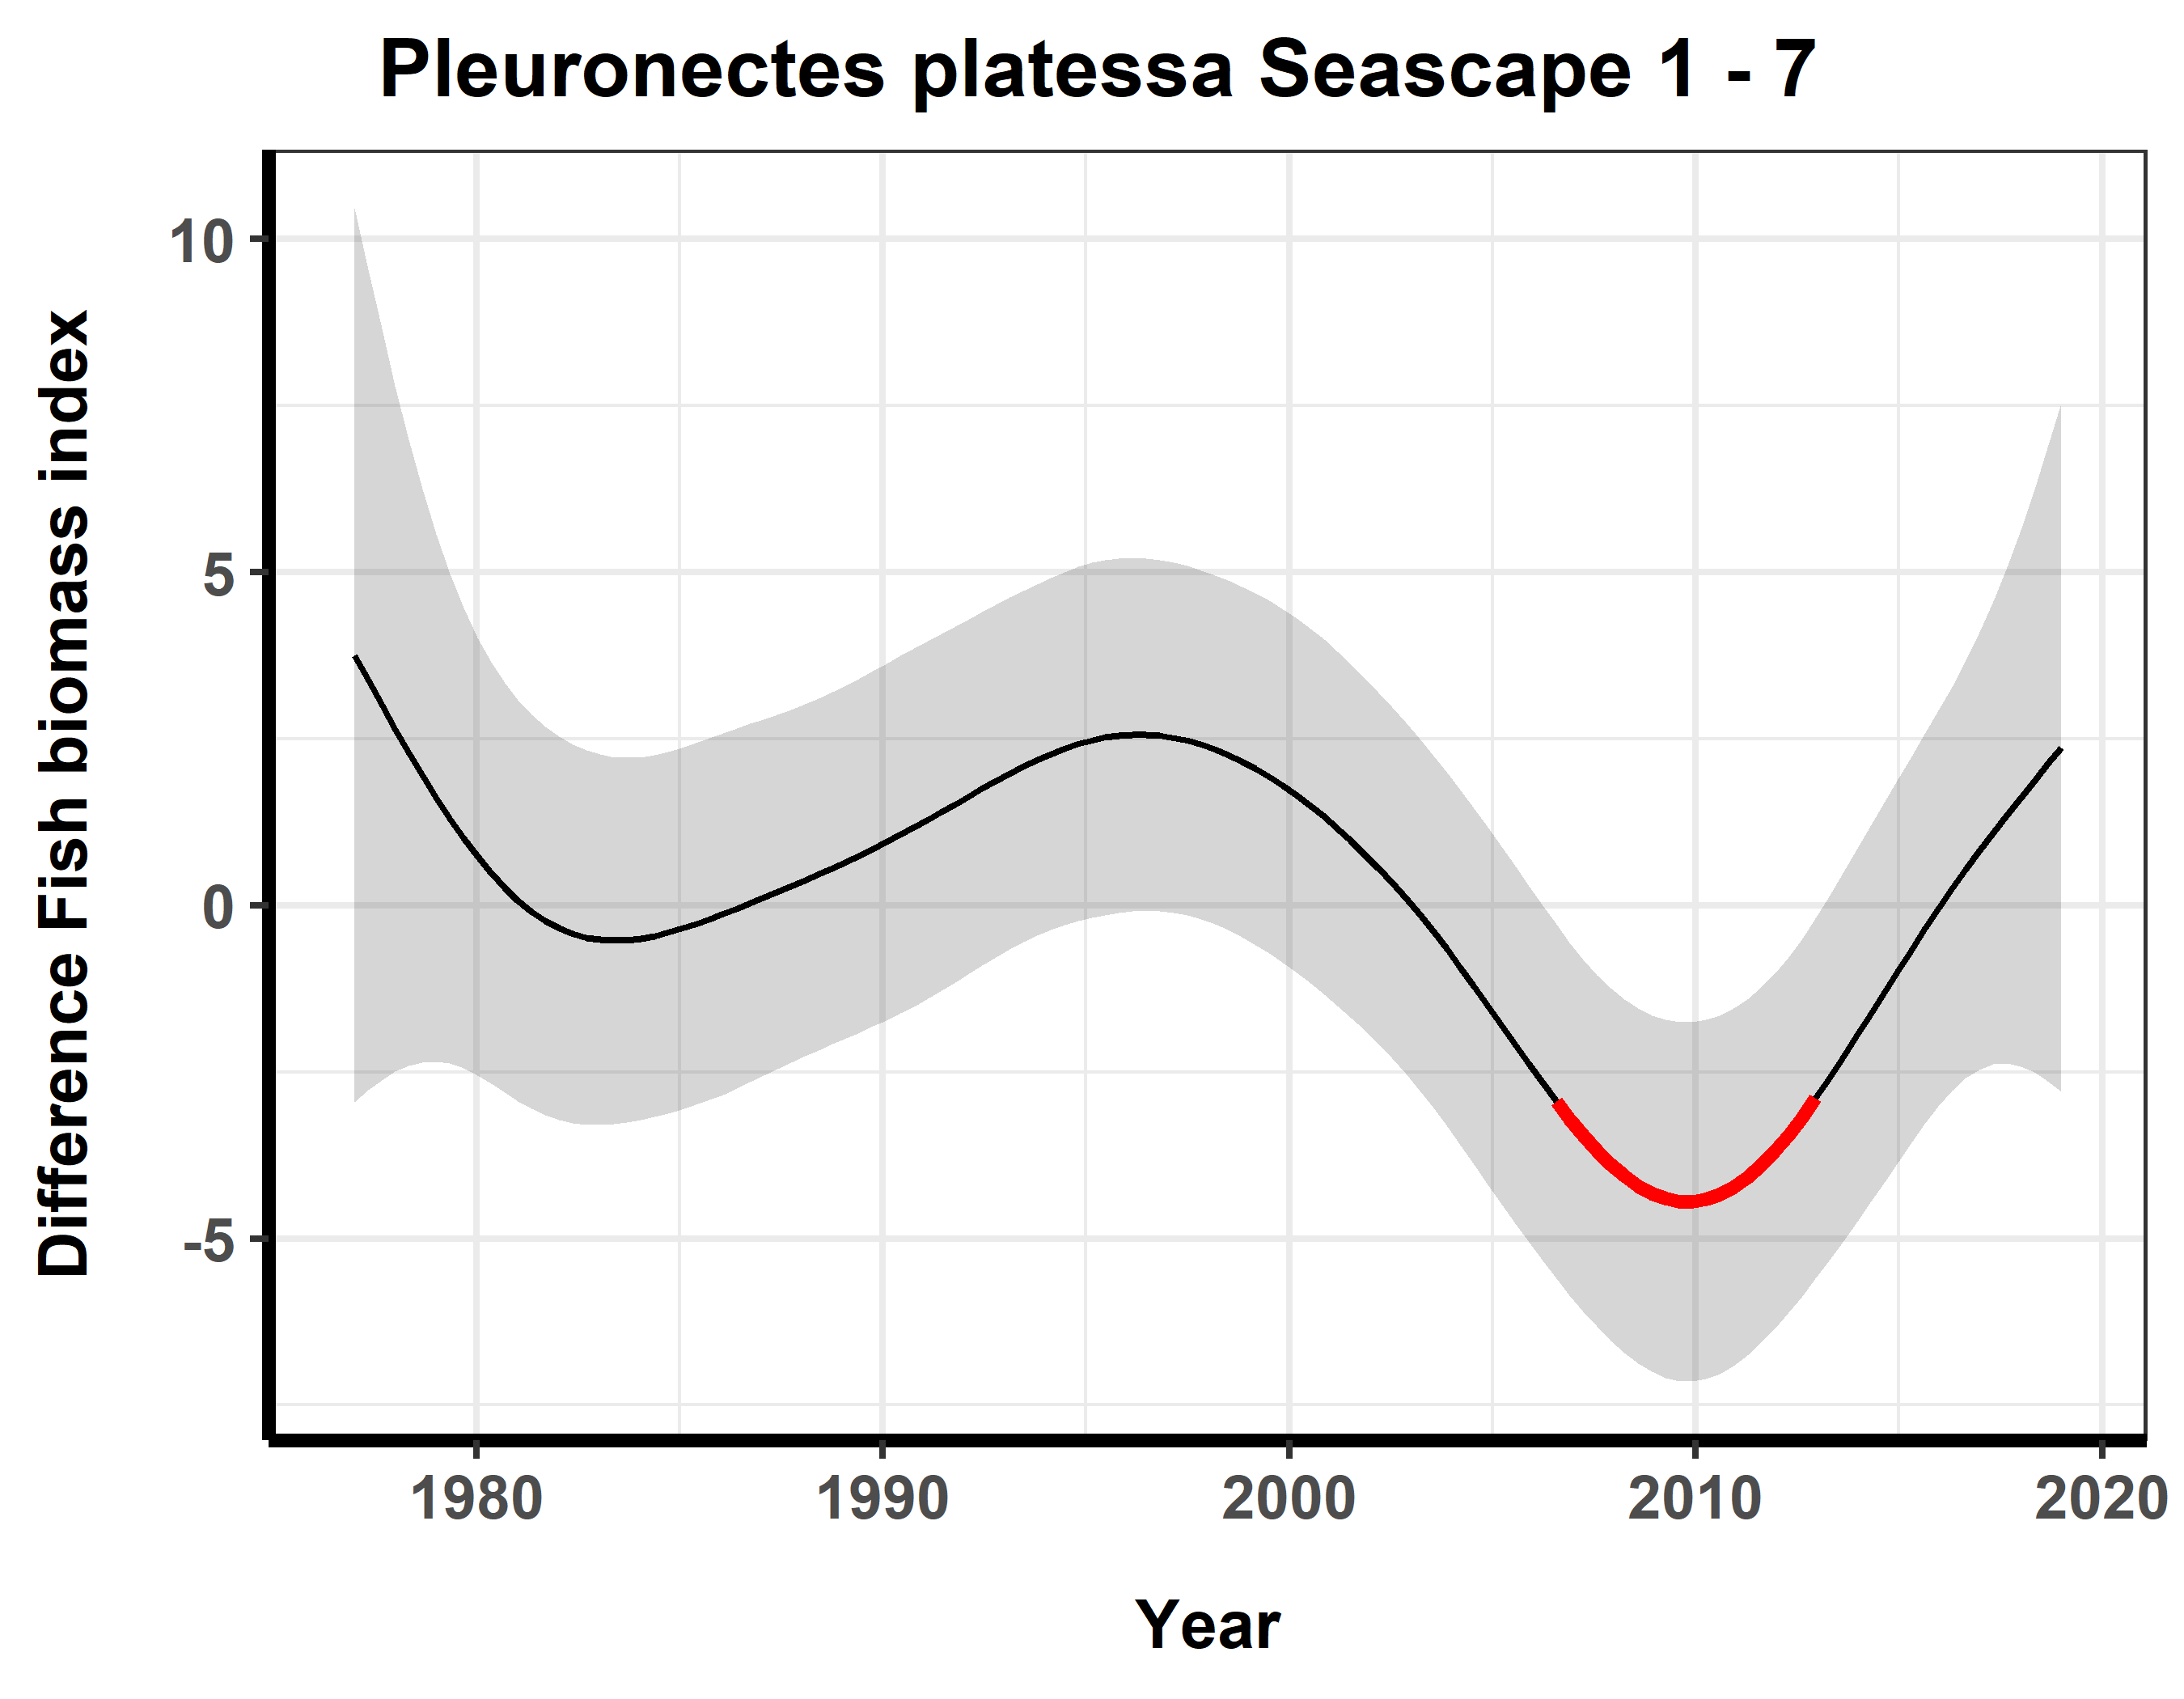 Pleuronectes platessa Seascape 1 - 7
Difference Fish biomass index
10
5
0
-5
1980 1990 2000 2010 2020
Year